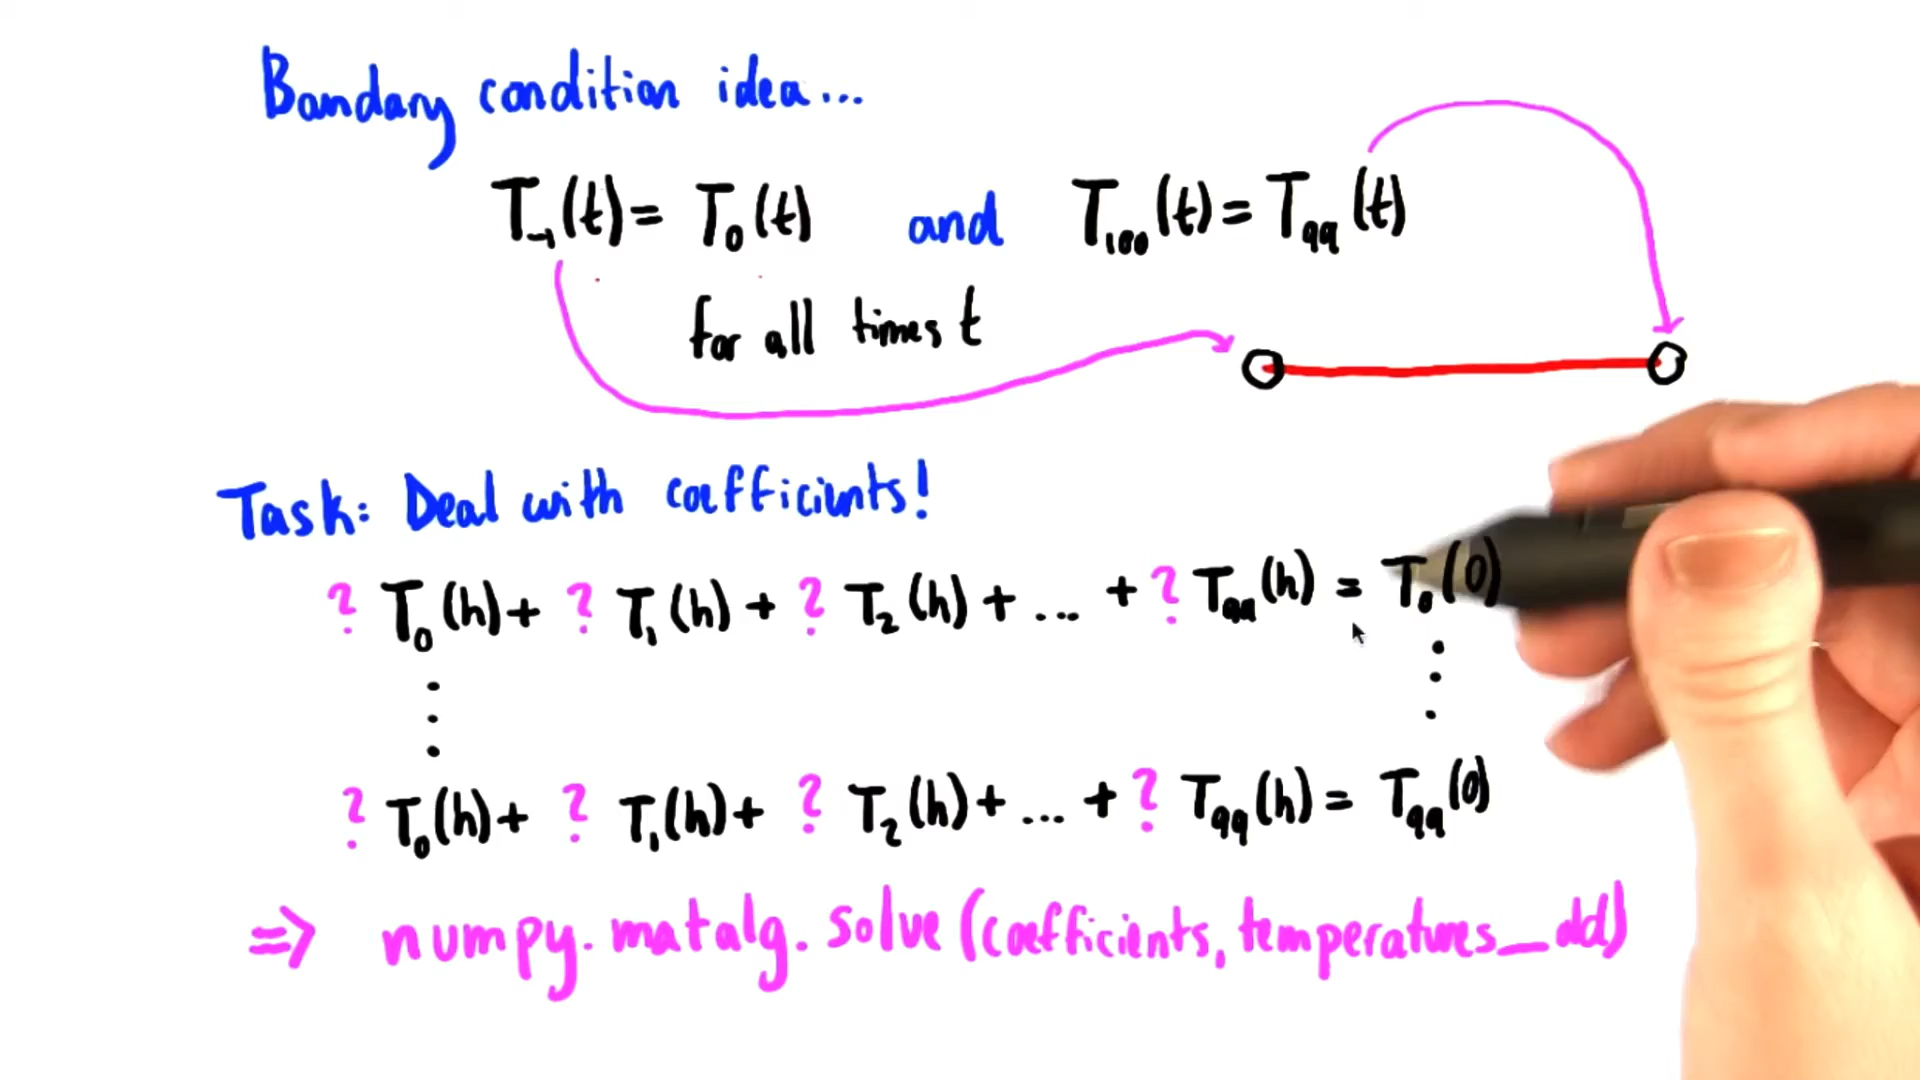 Boundary condition idea...
T₋₁(t) = T₀(t) and T₁₀₀(t) = T₉₉(t)
for all times t
Task: Deal with coefficients!
? T₀(h) + ? T₁(h) + ? T₂(h) + ... + ? T₉₉(h) = T₀(0)
⋮ ⋮
? T₀(h) + ? T₁(h) + ? T₂(h) + ... + ? T₉₉(h) = T₉₉(0)
=> numpy.matalg.solve(coefficients, temperatures_old)